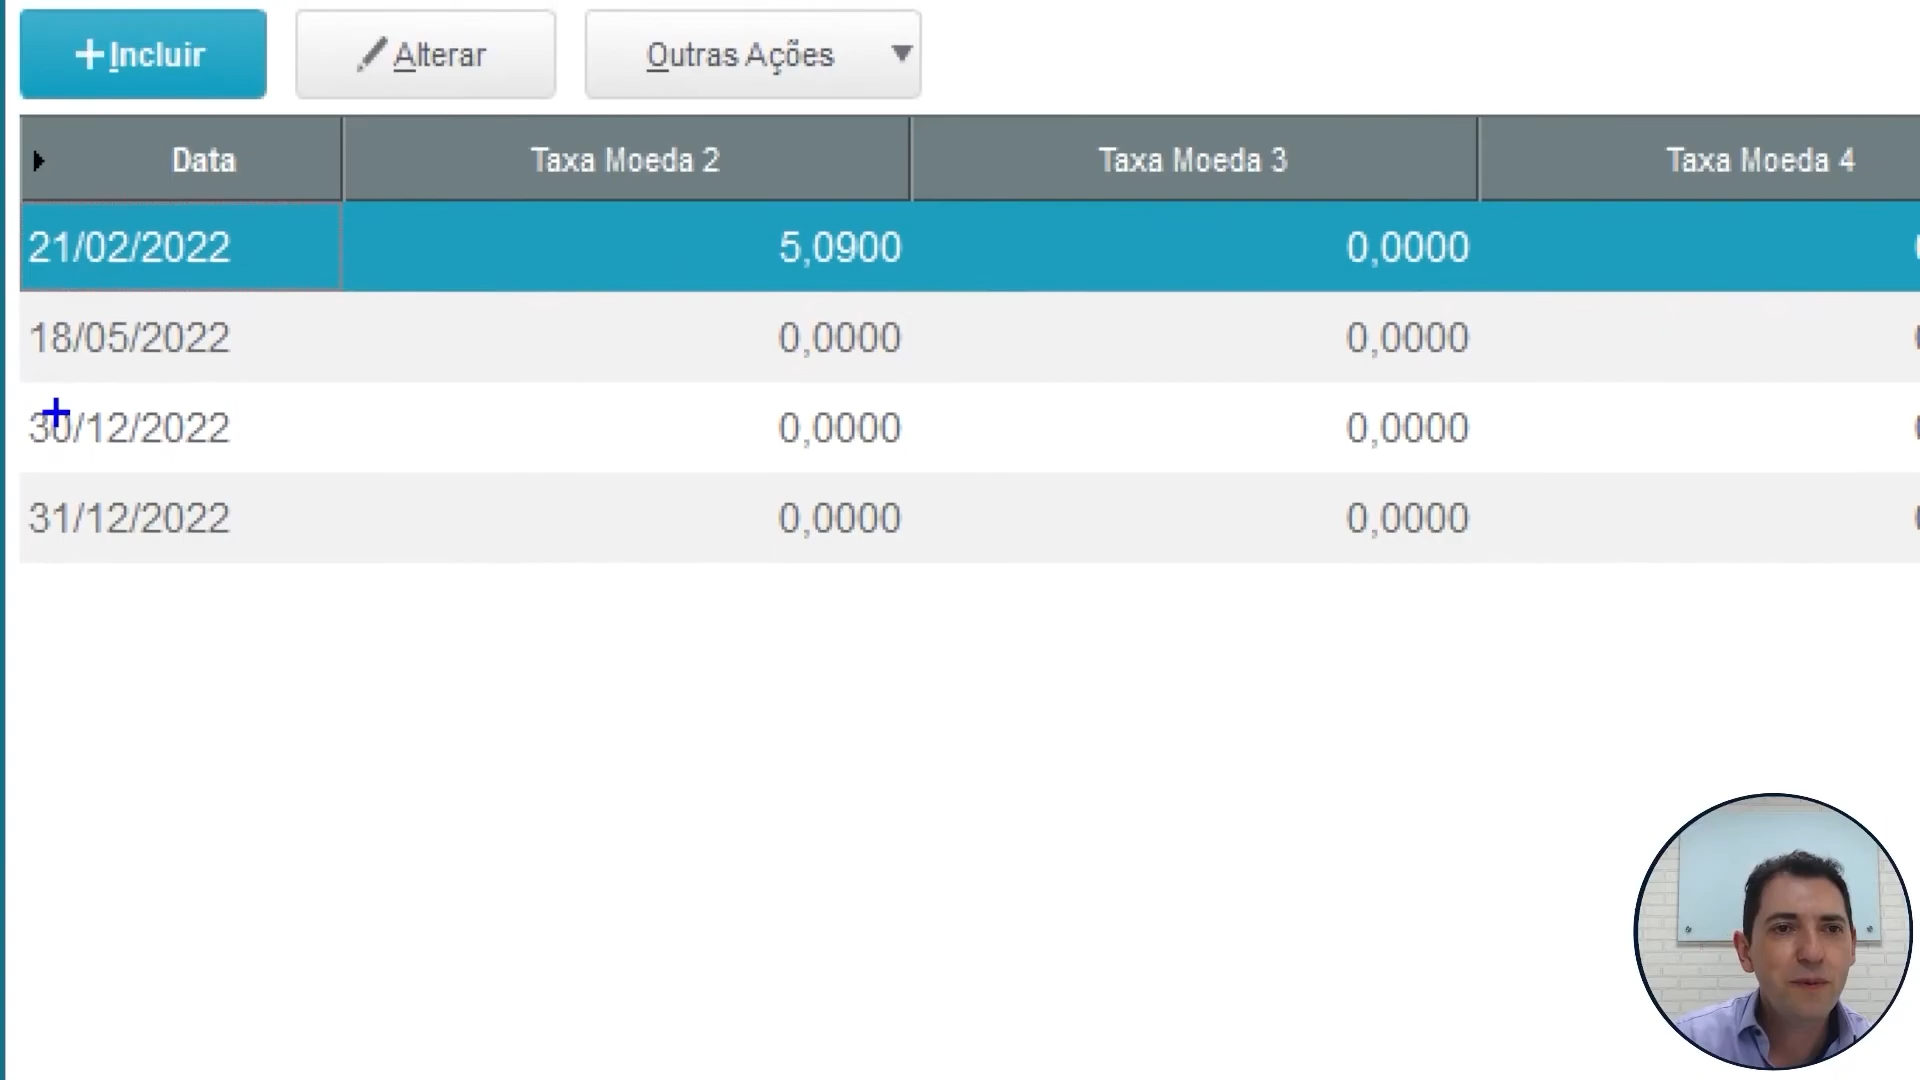 Incluir Alterar Outras Ações
Data Taxa Moeda 2 Taxa Moeda 3 Taxa Moeda 4
21/02/2022 5,0900 0,0000
18/05/2022 0,0000 0,0000
30/12/2022 0,0000 0,0000
31/12/2022 0,0000 0,0000